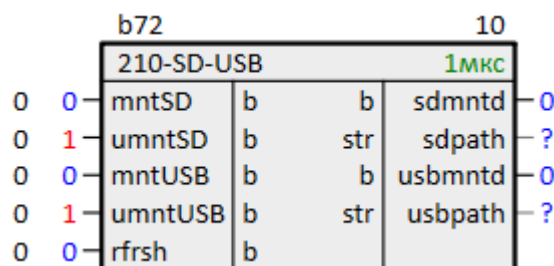 b72 10
210-SD-USB 1мкс
0 0 mntSD b b sdmntd 0
0 1 umntSD b str sdpath ?
0 0 mntUSB b b usbmntd 0
0 1 umntUSB b str usbpath ?
0 0 rfrsh b